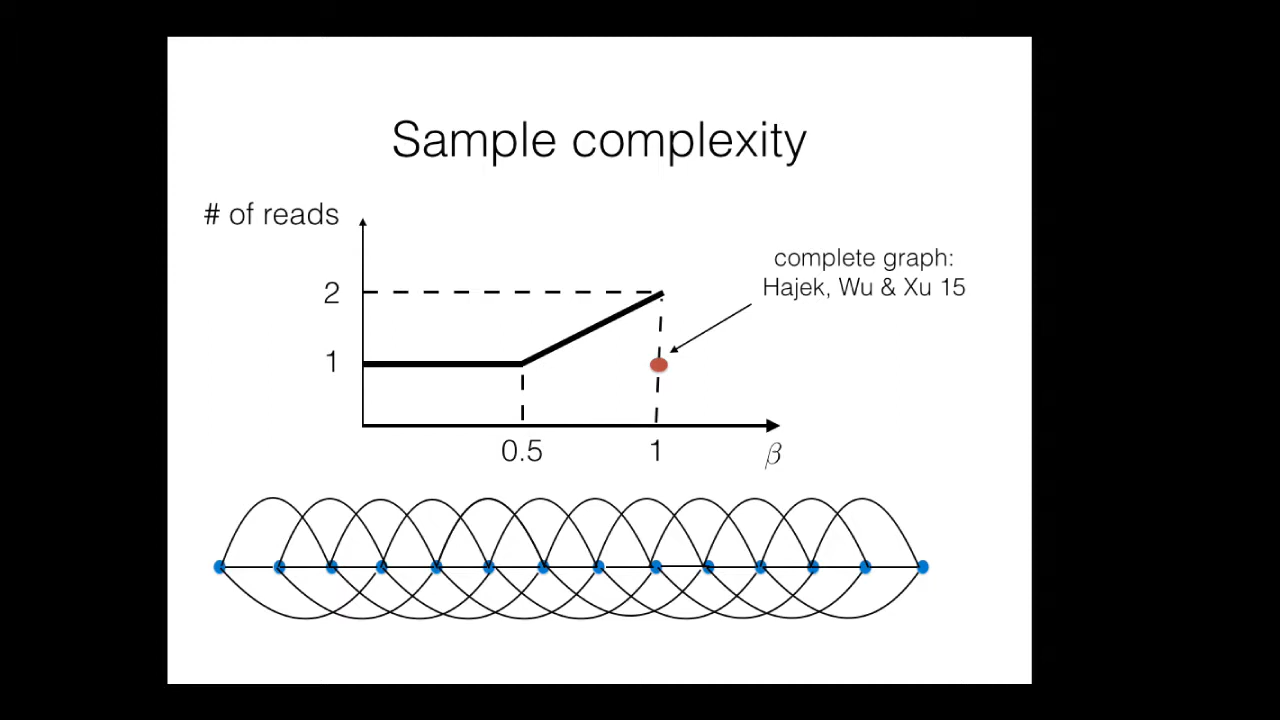 Sample complexity
# of reads
complete graph:
Hajek, Wu & Xu 15
2
1
0.5
1
β